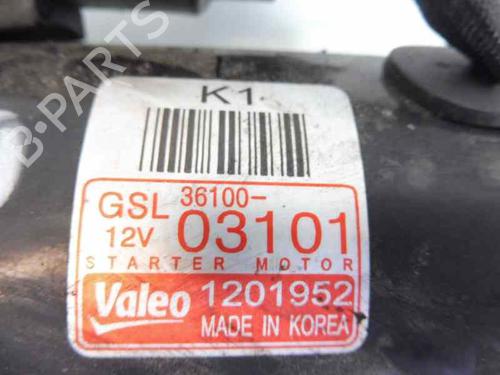 B-PARTS
K1
GSL 36100-
12V 03101
STARTER MOTOR
Valeo 1201952
MADE IN KOREA